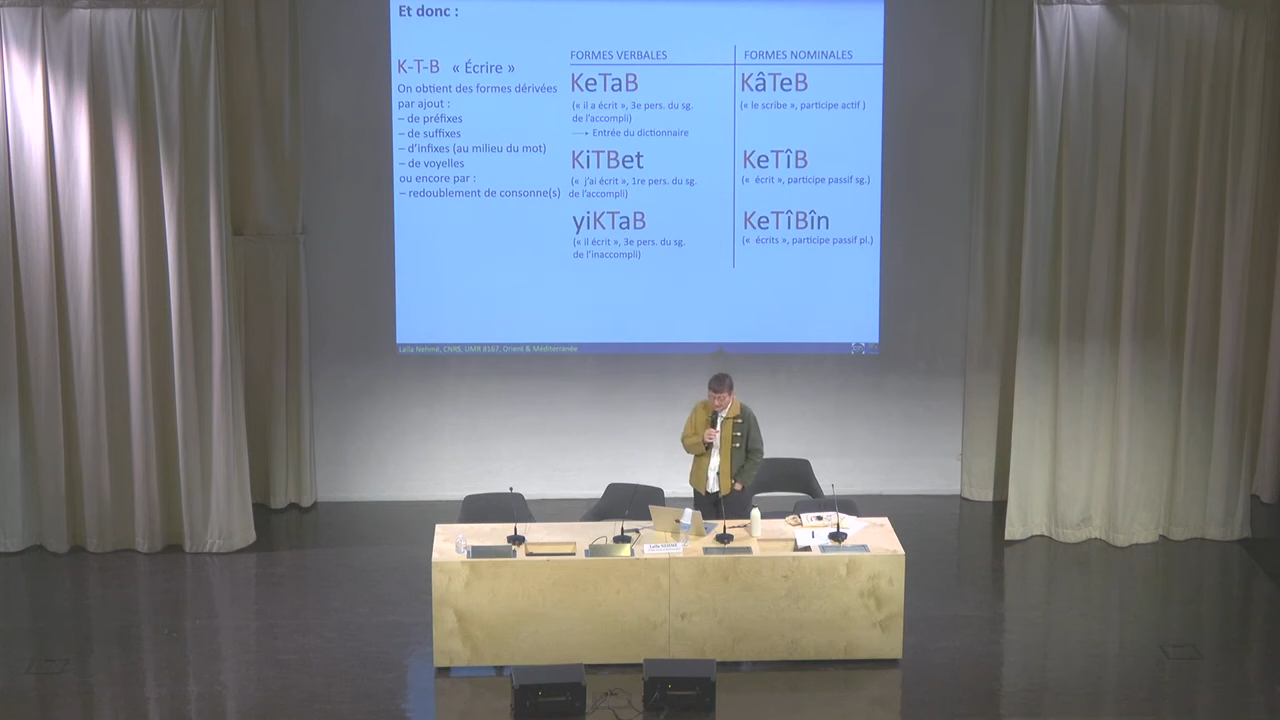 Et donc :
K-T-B « Écrire »
On obtient des formes dérivées
par ajout :
– de préfixes
– de suffixes
– d'infixes (au milieu du mot)
– de voyelles
ou encore par :
– redoublement de consonne(s)
FORMES VERBALES
KeTaB
(« il a écrit », 3e pers. du sg.
de l'accompli)
→ Entrée du dictionnaire
KiTBet
(« j'ai écrit », 1re pers. du sg.
de l'accompli)
yiKTaB
(« il écrit », 3e pers. du sg.
de l'inaccompli)
FORMES NOMINALES
KâTeB
(« le scribe », participe actif )
KeTîB
(« écrit », participe passif sg.)
KeTîBîn
(« écrits », participe passif pl.)
Laïla Nehmé, CNRS, UMR 8167, Orient & Méditerranée
Laïla NEHMÉ